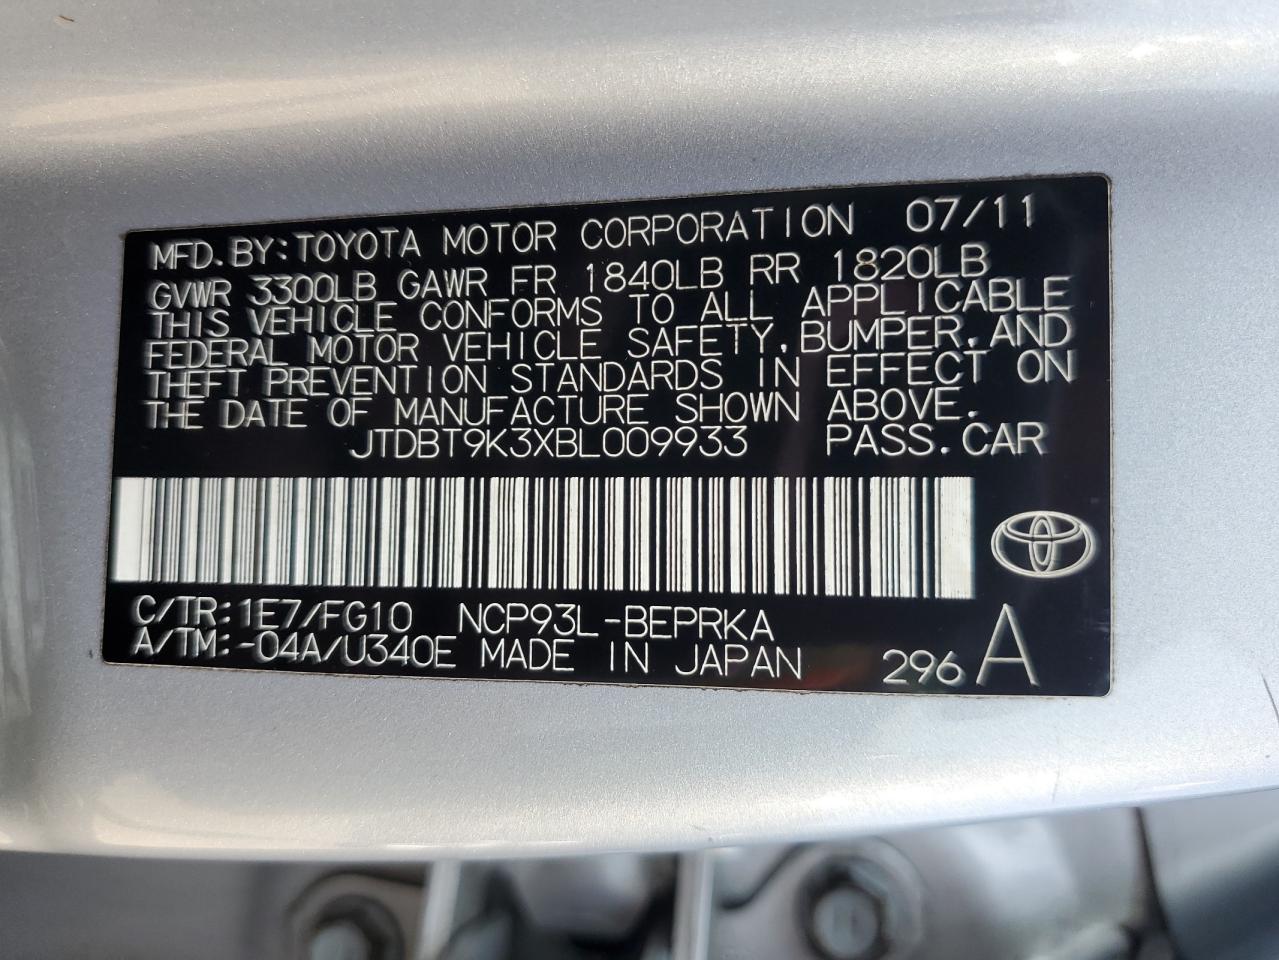 MFD. BY: TOYOTA MOTOR CORPORATION 07/11
GVWR 3300LB GAWR FR 1840LB RR 1820LB
THIS VEHICLE CONFORMS TO ALL APPLICABLE
FEDERAL MOTOR VEHICLE SAFETY, BUMPER, AND
THEFT PREVENTION STANDARDS IN EFFECT ON
THE DATE OF MANUFACTURE SHOWN ABOVE.
JTDBT9K3XBL009933 PASS. CAR
C/TR: 1E7/FG10 NCP93L-BEPRKA
A/TM: -04A/U340E MADE IN JAPAN 296 A